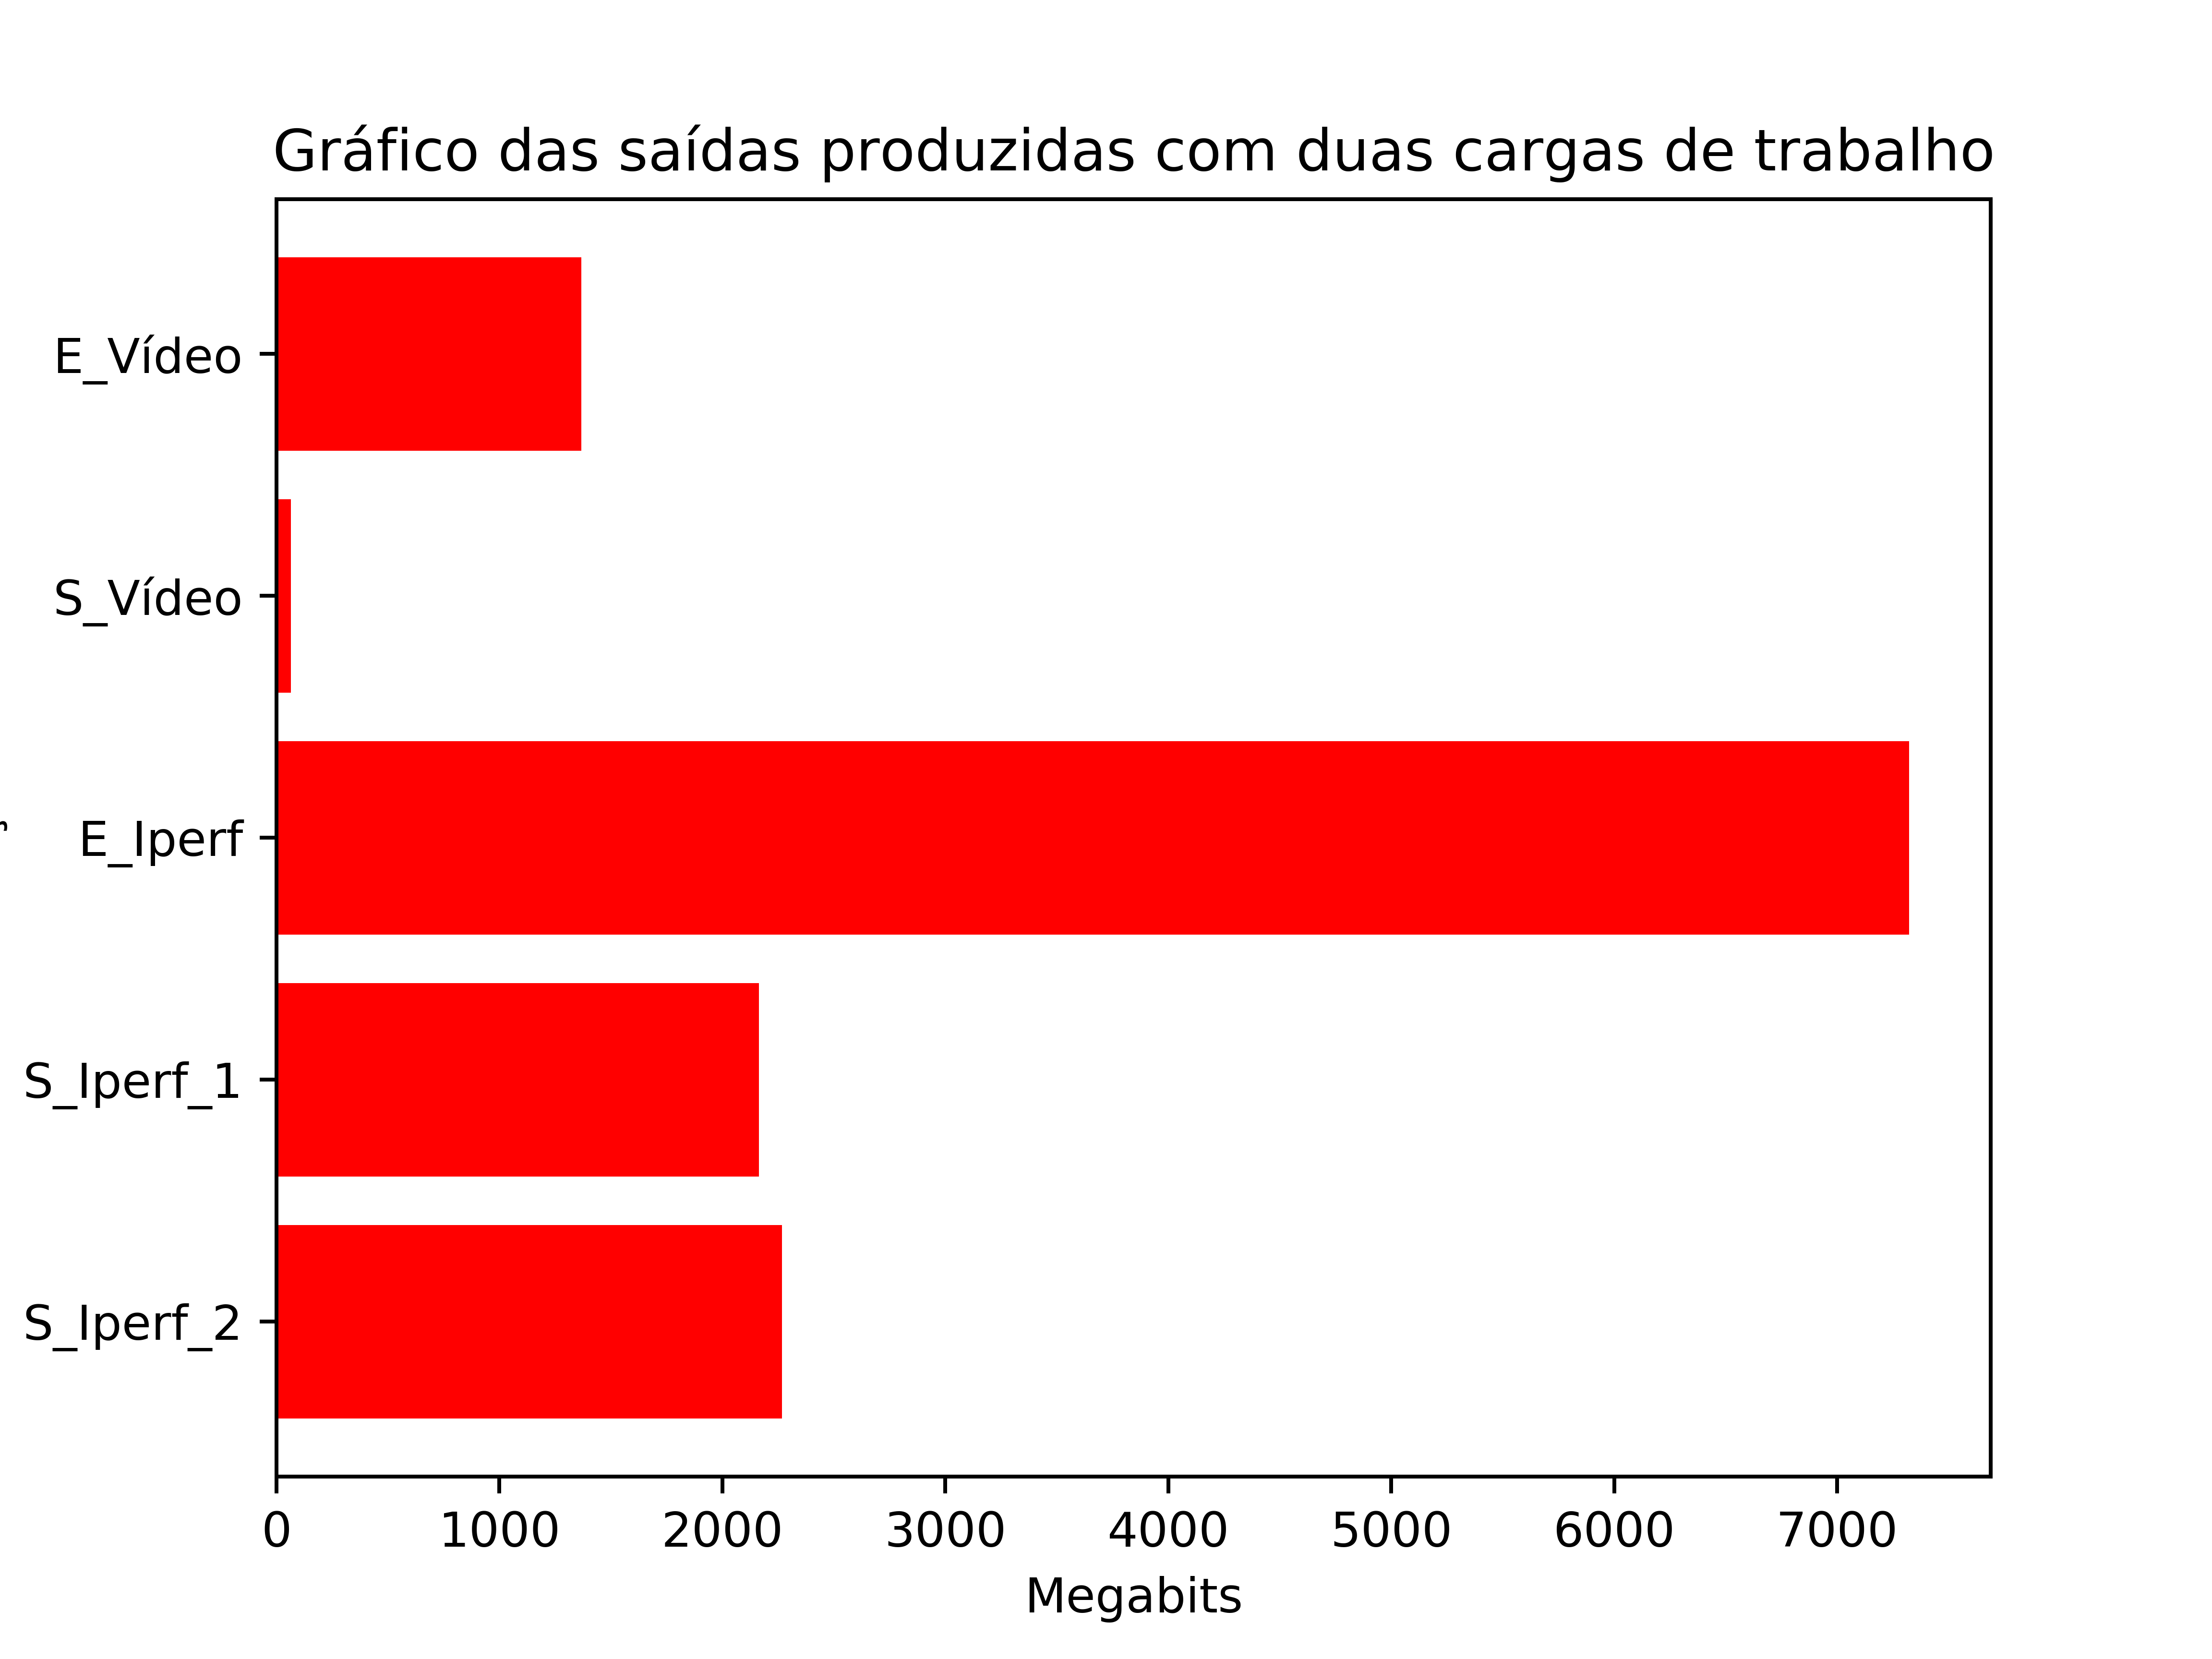 Gráfico das saídas produzidas com duas cargas de trabalho
E_Vídeo
S_Vídeo
E_Iperf
S_Iperf_1
S_Iperf_2
0 1000 2000 3000 4000 5000 6000 7000
Megabits